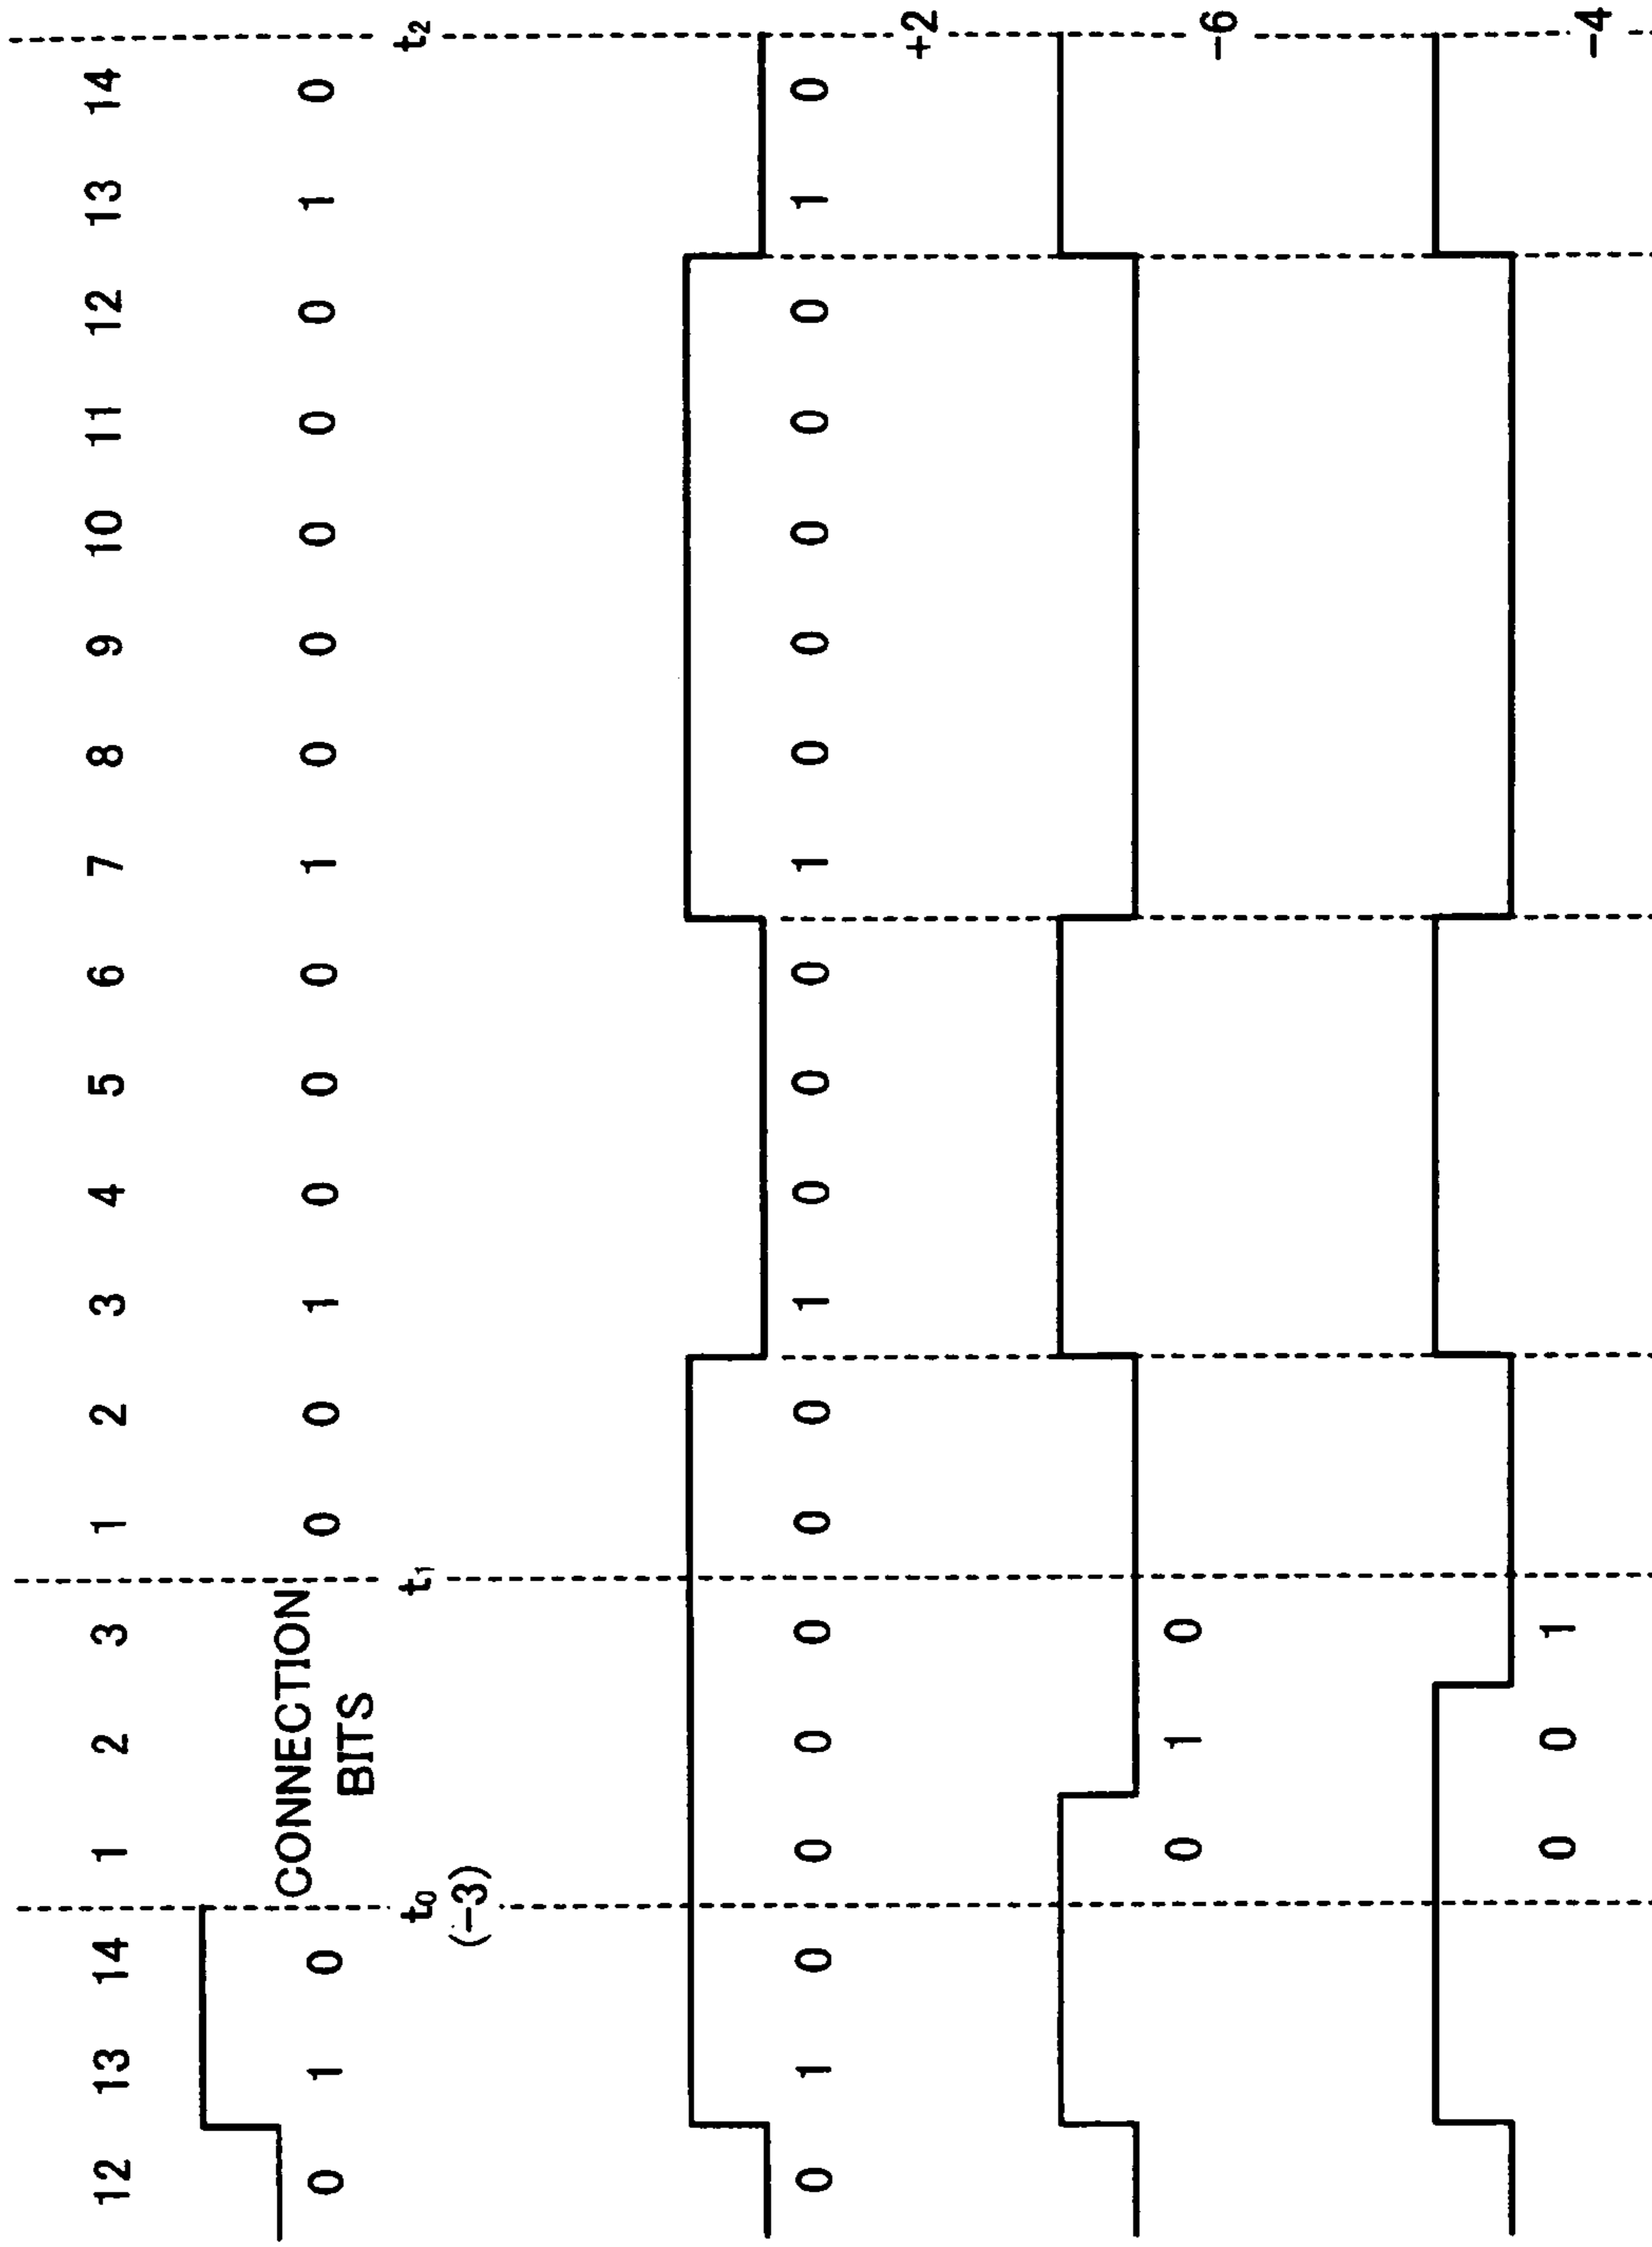 12 13 14 1 2 3 1 2 3 4 5 6 7 8 9 10 11 12 13 14
0 1 0 CONNECTION BITS 0 0 1 0 0 0 1 0 0 0 0 0 1 0
t₀ t₁ t₂
(-3)
0 1 0 0 0 0 0 0 1 0 0 0 1 0 0 0 0 0 1 0
+2
0 1 0
-6
0 0 1
-4